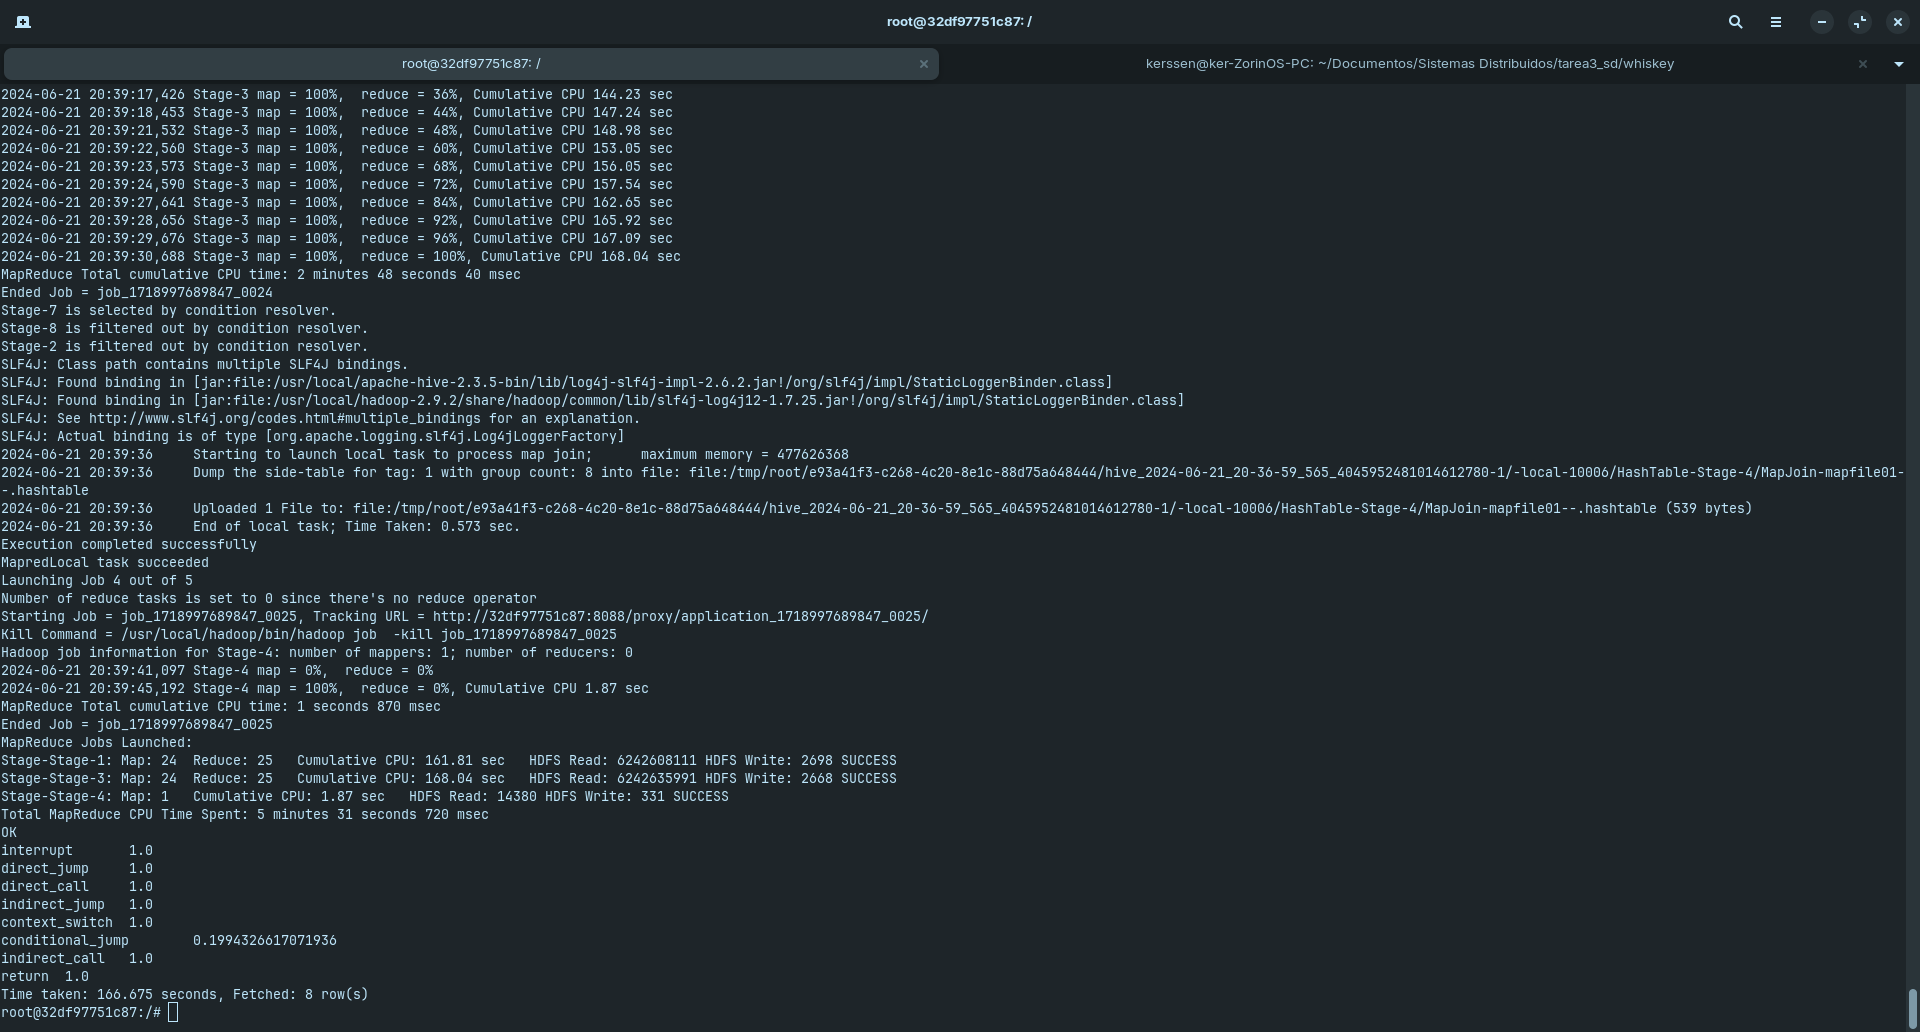 root@32df97751c87: /
root@32df97751c87: /
kerssen@ker-ZorinOS-PC: ~/Documentos/Sistemas Distribuidos/tarea3_sd/whiskey
2024-06-21 20:39:17,426 Stage-3 map = 100%,  reduce = 36%, Cumulative CPU 144.23 sec
2024-06-21 20:39:18,453 Stage-3 map = 100%,  reduce = 44%, Cumulative CPU 147.24 sec
2024-06-21 20:39:21,532 Stage-3 map = 100%,  reduce = 48%, Cumulative CPU 148.98 sec
2024-06-21 20:39:22,560 Stage-3 map = 100%,  reduce = 60%, Cumulative CPU 153.05 sec
2024-06-21 20:39:23,573 Stage-3 map = 100%,  reduce = 68%, Cumulative CPU 156.05 sec
2024-06-21 20:39:24,590 Stage-3 map = 100%,  reduce = 72%, Cumulative CPU 157.54 sec
2024-06-21 20:39:27,641 Stage-3 map = 100%,  reduce = 84%, Cumulative CPU 162.65 sec
2024-06-21 20:39:28,656 Stage-3 map = 100%,  reduce = 92%, Cumulative CPU 165.92 sec
2024-06-21 20:39:29,676 Stage-3 map = 100%,  reduce = 96%, Cumulative CPU 167.09 sec
2024-06-21 20:39:30,688 Stage-3 map = 100%,  reduce = 100%, Cumulative CPU 168.04 sec
MapReduce Total cumulative CPU time: 2 minutes 48 seconds 40 msec
Ended Job = job_1718997689847_0024
Stage-7 is selected by condition resolver.
Stage-8 is filtered out by condition resolver.
Stage-2 is filtered out by condition resolver.
SLF4J: Class path contains multiple SLF4J bindings.
SLF4J: Found binding in [jar:file:/usr/local/apache-hive-2.3.5-bin/lib/log4j-slf4j-impl-2.6.2.jar!/org/slf4j/impl/StaticLoggerBinder.class]
SLF4J: Found binding in [jar:file:/usr/local/hadoop-2.9.2/share/hadoop/common/lib/slf4j-log4j12-1.7.25.jar!/org/slf4j/impl/StaticLoggerBinder.class]
SLF4J: See http://www.slf4j.org/codes.html#multiple_bindings for an explanation.
SLF4J: Actual binding is of type [org.apache.logging.slf4j.Log4jLoggerFactory]
2024-06-21 20:39:36     Starting to launch local task to process map join;      maximum memory = 477626368
2024-06-21 20:39:36     Dump the side-table for tag: 1 with group count: 8 into file: file:/tmp/root/e93a41f3-c268-4c20-8e1c-88d75a648444/hive_2024-06-21_20-36-59_565_4045952481014612780-1/-local-10006/HashTable-Stage-4/MapJoin-mapfile01-
-.hashtable
2024-06-21 20:39:36     Uploaded 1 File to: file:/tmp/root/e93a41f3-c268-4c20-8e1c-88d75a648444/hive_2024-06-21_20-36-59_565_4045952481014612780-1/-local-10006/HashTable-Stage-4/MapJoin-mapfile01--.hashtable (539 bytes)
2024-06-21 20:39:36     End of local task; Time Taken: 0.573 sec.
Execution completed successfully
MapredLocal task succeeded
Launching Job 4 out of 5
Number of reduce tasks is set to 0 since there's no reduce operator
Starting Job = job_1718997689847_0025, Tracking URL = http://32df97751c87:8088/proxy/application_1718997689847_0025/
Kill Command = /usr/local/hadoop/bin/hadoop job  -kill job_1718997689847_0025
Hadoop job information for Stage-4: number of mappers: 1; number of reducers: 0
2024-06-21 20:39:41,097 Stage-4 map = 0%,  reduce = 0%
2024-06-21 20:39:45,192 Stage-4 map = 100%,  reduce = 0%, Cumulative CPU 1.87 sec
MapReduce Total cumulative CPU time: 1 seconds 870 msec
Ended Job = job_1718997689847_0025
MapReduce Jobs Launched:
Stage-Stage-1: Map: 24  Reduce: 25   Cumulative CPU: 161.81 sec   HDFS Read: 6242608111 HDFS Write: 2698 SUCCESS
Stage-Stage-3: Map: 24  Reduce: 25   Cumulative CPU: 168.04 sec   HDFS Read: 6242635991 HDFS Write: 2668 SUCCESS
Stage-Stage-4: Map: 1   Cumulative CPU: 1.87 sec   HDFS Read: 14380 HDFS Write: 331 SUCCESS
Total MapReduce CPU Time Spent: 5 minutes 31 seconds 720 msec
OK
interrupt       1.0
direct_jump     1.0
direct_call     1.0
indirect_jump   1.0
context_switch  1.0
conditional_jump        0.1994326617071936
indirect_call   1.0
return  1.0
Time taken: 166.675 seconds, Fetched: 8 row(s)
root@32df97751c87:/#